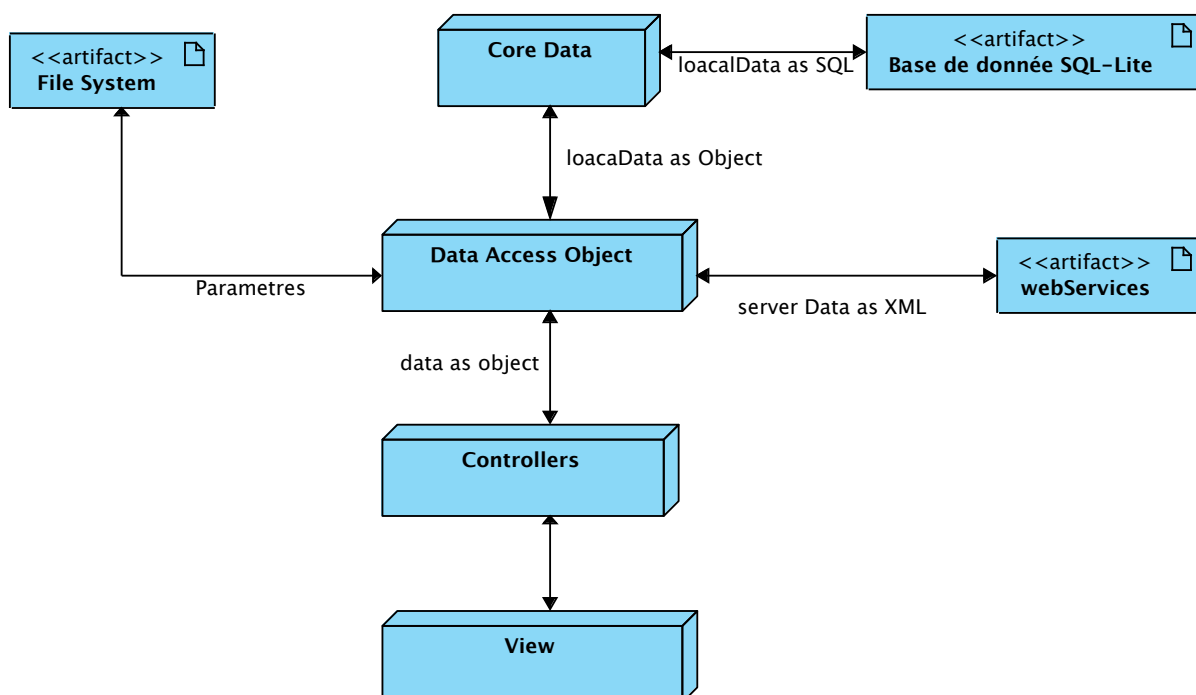 <<artifact>>
File System
Core Data
loacalData as SQL
<<artifact>>
Base de donnée SQL-Lite
loacaData as Object
Data Access Object
Parametres
server Data as XML
<<artifact>>
webServices
data as object
Controllers
View